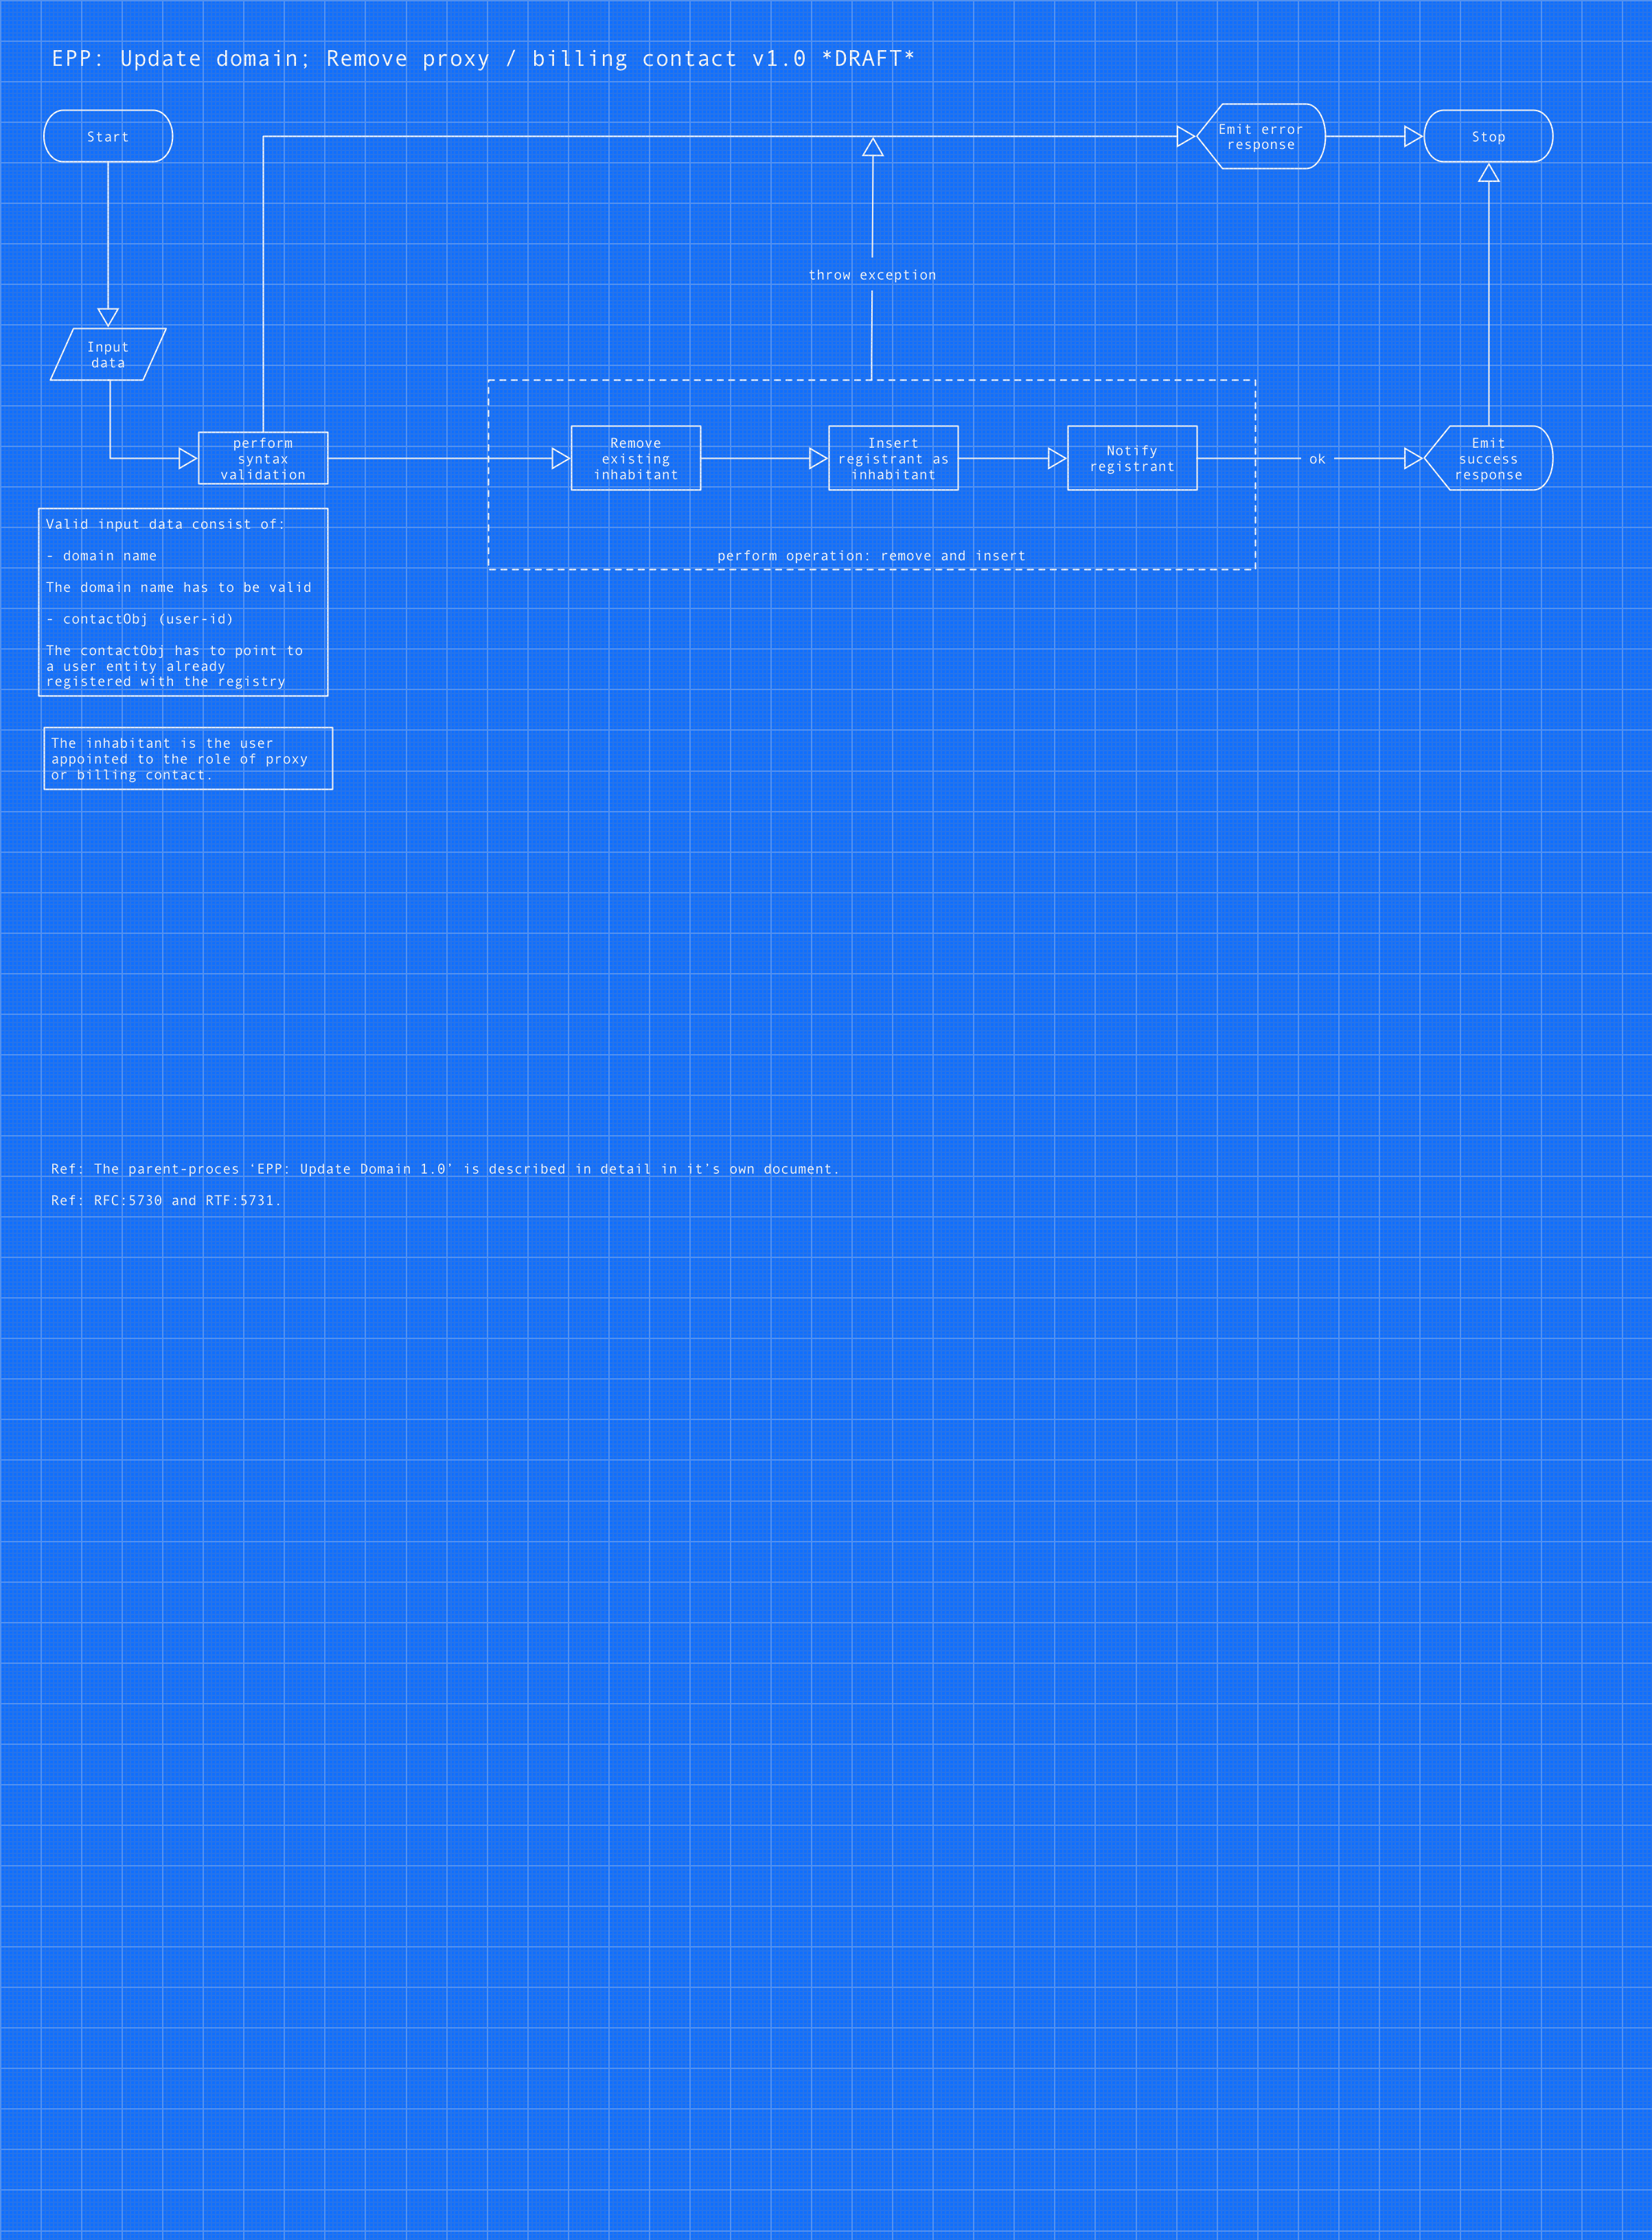 EPP: Update domain; Remove proxy / billing contact v1.0 *DRAFT*
Start
Emit error
response
Stop
throw exception
Input
data
perform
syntax
validation
Remove
existing
inhabitant
Insert
registrant as
inhabitant
Notify
registrant
ok
Emit
success
response
perform operation: remove and insert
Valid input data consist of:
- domain name
The domain name has to be valid
- contactObj (user-id)
The contactObj has to point to
a user entity already
registered with the registry
The inhabitant is the user
appointed to the role of proxy
or billing contact.
Ref: The parent-proces 'EPP: Update Domain 1.0' is described in detail in it's own document.
Ref: RFC:5730 and RTF:5731.